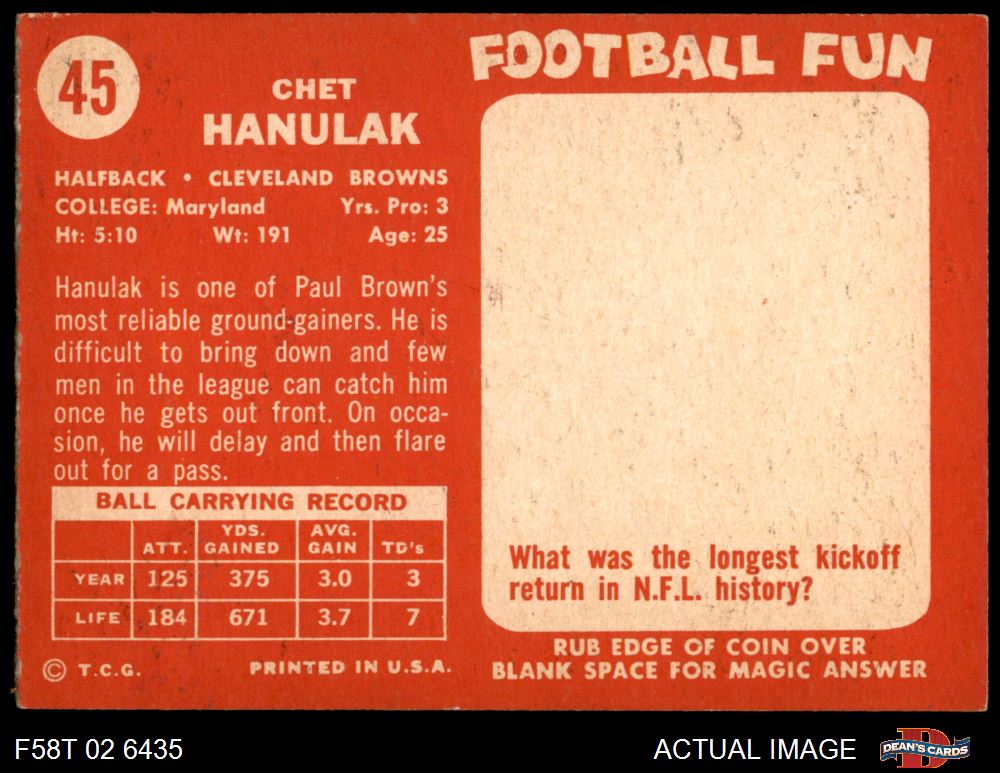 45
CHET
HANULAK
HALFBACK • CLEVELAND BROWNS
COLLEGE: Maryland Yrs. Pro: 3
Ht: 5:10 Wt: 191 Age: 25
Hanulak is one of Paul Brown's
most reliable ground-gainers. He is
difficult to bring down and few
men in the league can catch him
once he gets out front. On occa-
sion, he will delay and then flare
out for a pass.
BALL CARRYING RECORD
ATT. YDS. GAINED AVG. GAIN TD's
YEAR 125 375 3.0 3
LIFE 184 671 3.7 7
© T.C.G. PRINTED IN U.S.A.
FOOTBALL FUN
What was the longest kickoff
return in N.F.L. history?
RUB EDGE OF COIN OVER
BLANK SPACE FOR MAGIC ANSWER
F58T 02 6435 ACTUAL IMAGE DEAN'S CARDS